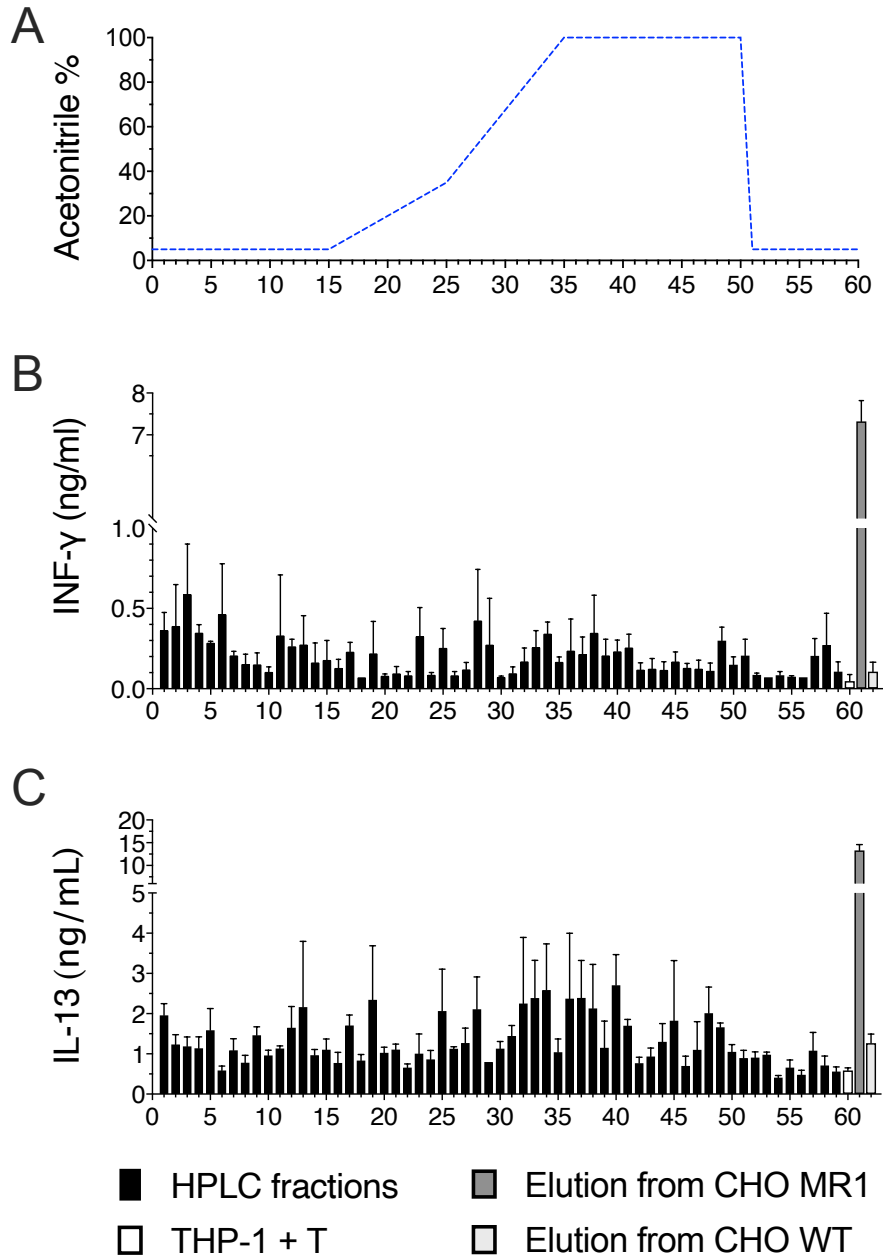 A
Acetonitrile %
100
80
60
40
20
0
0 5 10 15 20 25 30 35 40 45 50 55 60
B
INF-γ (ng/ml)
8
7
1.0
0.5
0.0
0 5 10 15 20 25 30 35 40 45 50 55 60
C
IL-13 (ng/mL)
20
15
10
5
4
3
2
1
0
0 5 10 15 20 25 30 35 40 45 50 55 60
HPLC fractions Elution from CHO MR1
THP-1 + T Elution from CHO WT